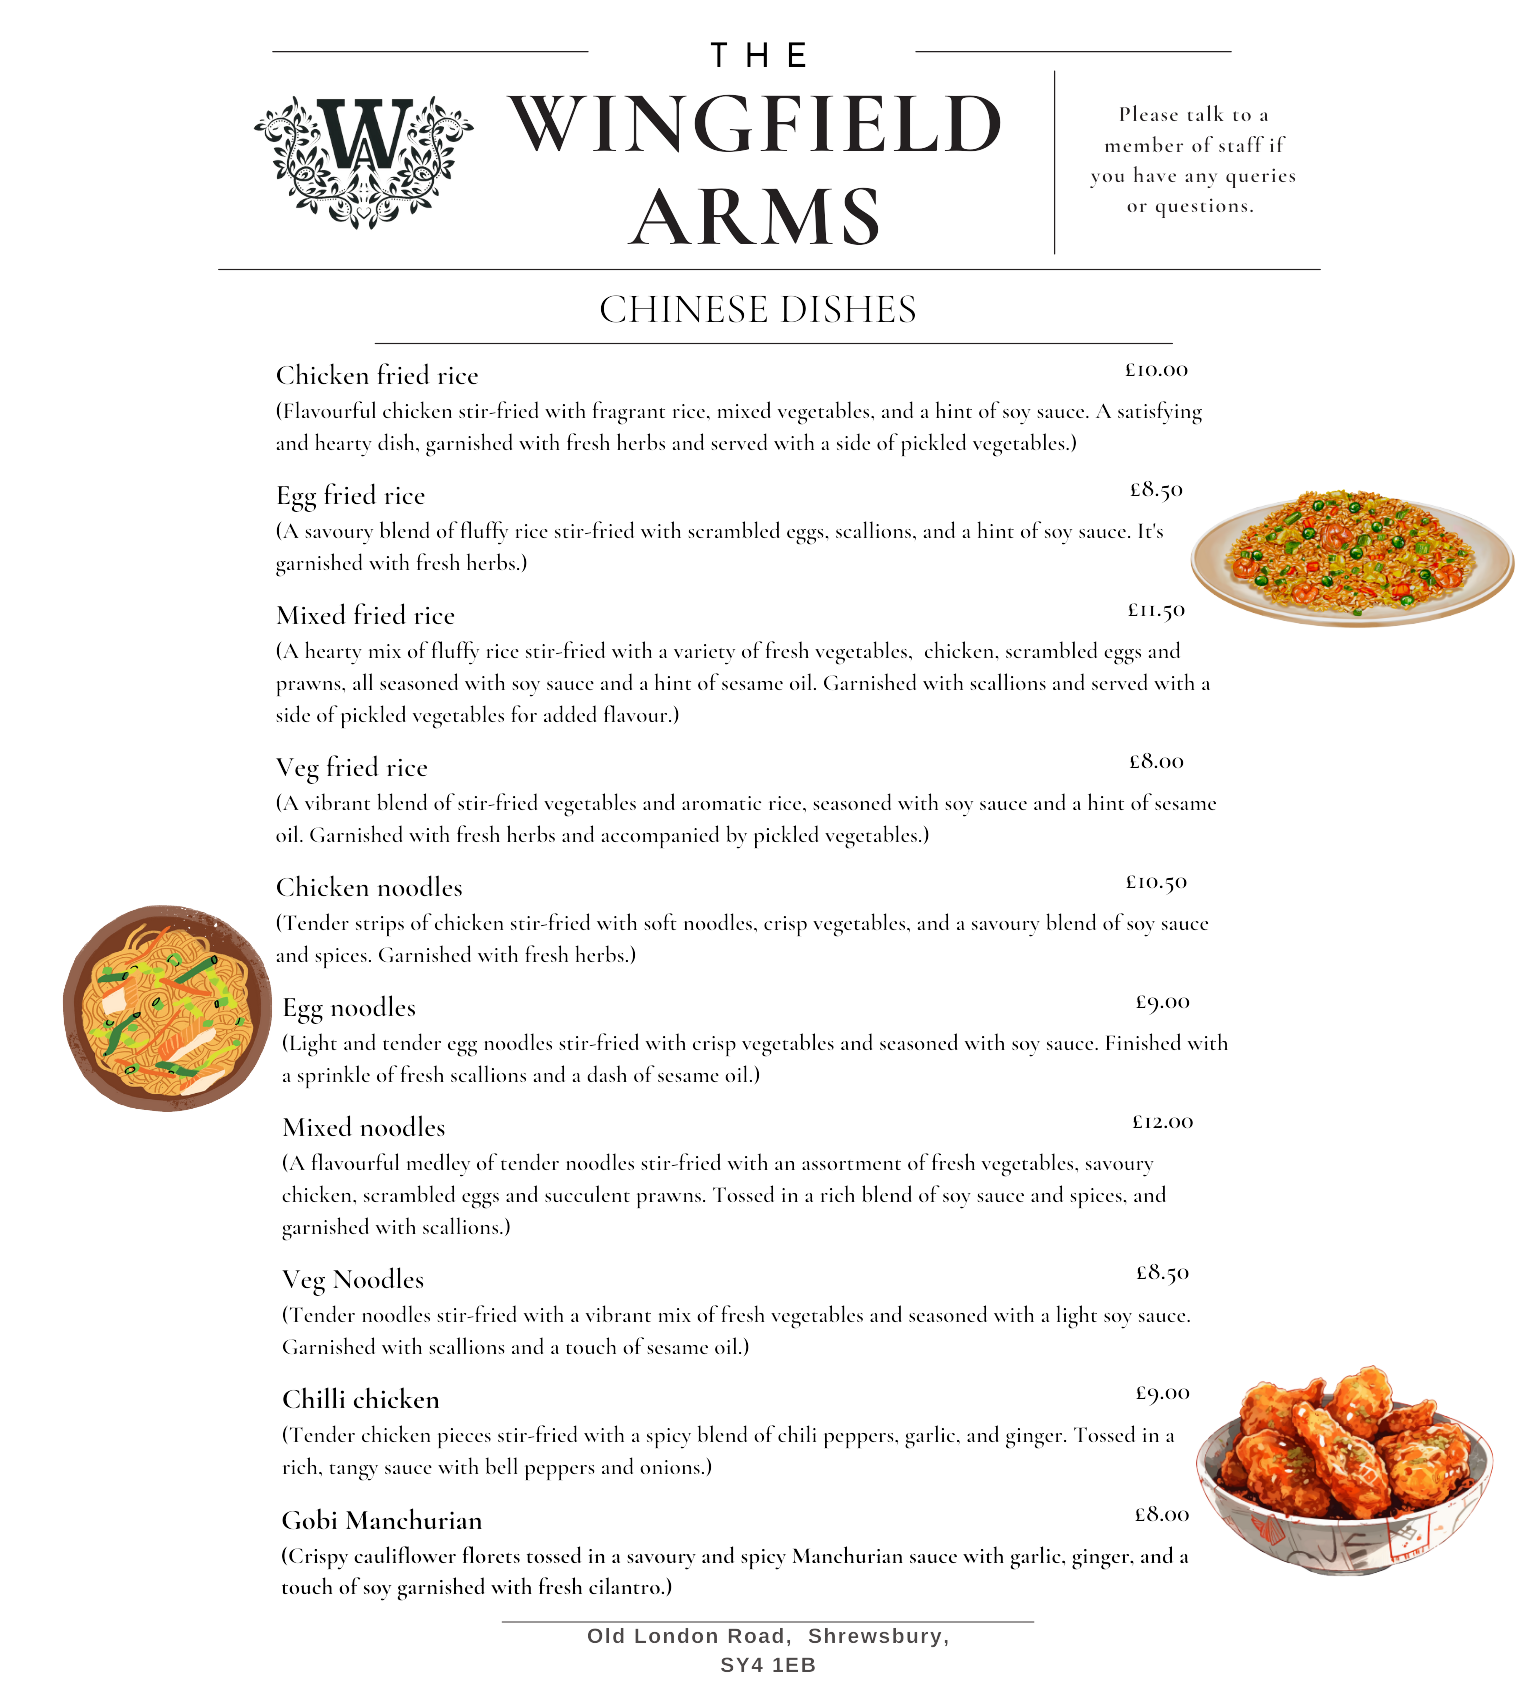 THE
WINGFIELD
ARMS
WA
Please talk to a
member of staff if
you have any queries
or questions.
CHINESE DISHES
Chicken fried rice £10.00
(Flavourful chicken stir-fried with fragrant rice, mixed vegetables, and a hint of soy sauce. A satisfying
and hearty dish, garnished with fresh herbs and served with a side of pickled vegetables.)
Egg fried rice £8.50
(A savoury blend of fluffy rice stir-fried with scrambled eggs, scallions, and a hint of soy sauce. It's
garnished with fresh herbs.)
Mixed fried rice £11.50
(A hearty mix of fluffy rice stir-fried with a variety of fresh vegetables,  chicken, scrambled eggs and
prawns, all seasoned with soy sauce and a hint of sesame oil. Garnished with scallions and served with a
side of pickled vegetables for added flavour.)
Veg fried rice £8.00
(A vibrant blend of stir-fried vegetables and aromatic rice, seasoned with soy sauce and a hint of sesame
oil. Garnished with fresh herbs and accompanied by pickled vegetables.)
Chicken noodles £10.50
(Tender strips of chicken stir-fried with soft noodles, crisp vegetables, and a savoury blend of soy sauce
and spices. Garnished with fresh herbs.)
Egg noodles £9.00
(Light and tender egg noodles stir-fried with crisp vegetables and seasoned with soy sauce. Finished with
a sprinkle of fresh scallions and a dash of sesame oil.)
Mixed noodles £12.00
(A flavourful medley of tender noodles stir-fried with an assortment of fresh vegetables, savoury
chicken, scrambled eggs and succulent prawns. Tossed in a rich blend of soy sauce and spices, and
garnished with scallions.)
Veg Noodles £8.50
(Tender noodles stir-fried with a vibrant mix of fresh vegetables and seasoned with a light soy sauce.
Garnished with scallions and a touch of sesame oil.)
Chilli chicken £9.00
(Tender chicken pieces stir-fried with a spicy blend of chili peppers, garlic, and ginger. Tossed in a
rich, tangy sauce with bell peppers and onions.)
Gobi Manchurian £8.00
(Crispy cauliflower florets tossed in a savoury and spicy Manchurian sauce with garlic, ginger, and a
touch of soy garnished with fresh cilantro.)
Old London Road,  Shrewsbury,
SY4 1EB